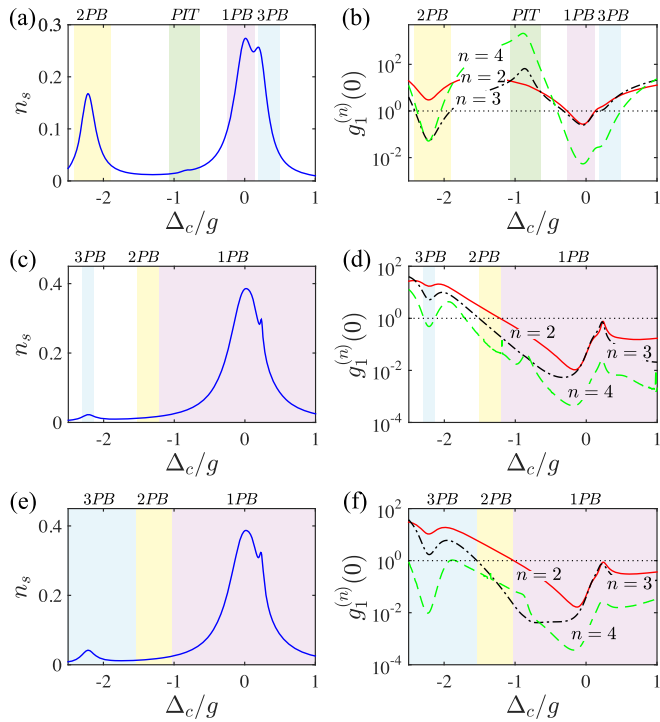 (a)
2PB PIT 1PB 3PB
n_s
0.3
0.2
0.1
0
-2 -1 0 1
Δ_c/g
(b)
2PB PIT 1PB 3PB
g_1^(n)(0)
10^2
10^0
10^-2
n = 4
n = 2
n = 3
-2 -1 0 1
Δ_c/g
(c)
3PB 2PB 1PB
n_s
0.4
0.2
0
-2 -1 0 1
Δ_c/g
(d)
3PB 2PB 1PB
g_1^(n)(0)
10^2
10^0
10^-2
10^-4
n = 2
n = 3
n = 4
-2 -1 0 1
Δ_c/g
(e)
3PB 2PB 1PB
n_s
0.4
0.2
0
-2 -1 0 1
Δ_c/g
(f)
3PB 2PB 1PB
g_1^(n)(0)
10^2
10^0
10^-2
10^-4
n = 2
n = 3
n = 4
-2 -1 0 1
Δ_c/g